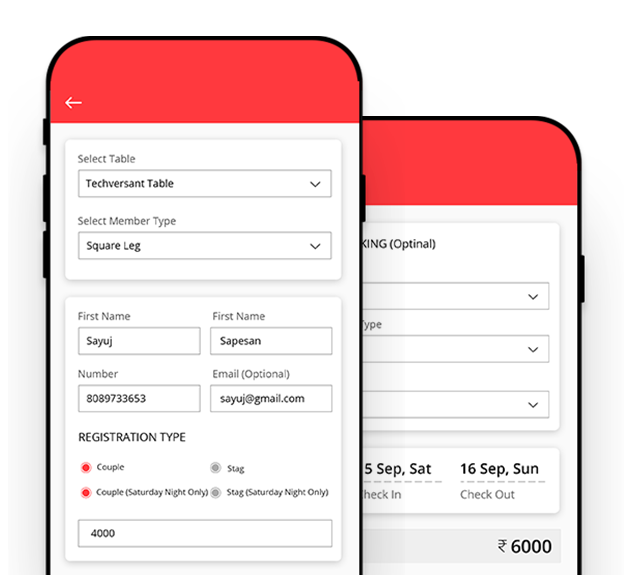 Select Table
Techversant Table
Select Member Type
Square Leg
First Name First Name
Sayuj Sapesan
Number Email (Optional)
8089733653 sayuj@gmail.com
REGISTRATION TYPE
Couple Stag
Couple (Saturday Night Only) Stag (Saturday Night Only)
4000
KING (Optinal)
ype
5 Sep, Sat 16 Sep, Sun
heck In Check Out
₹ 6000